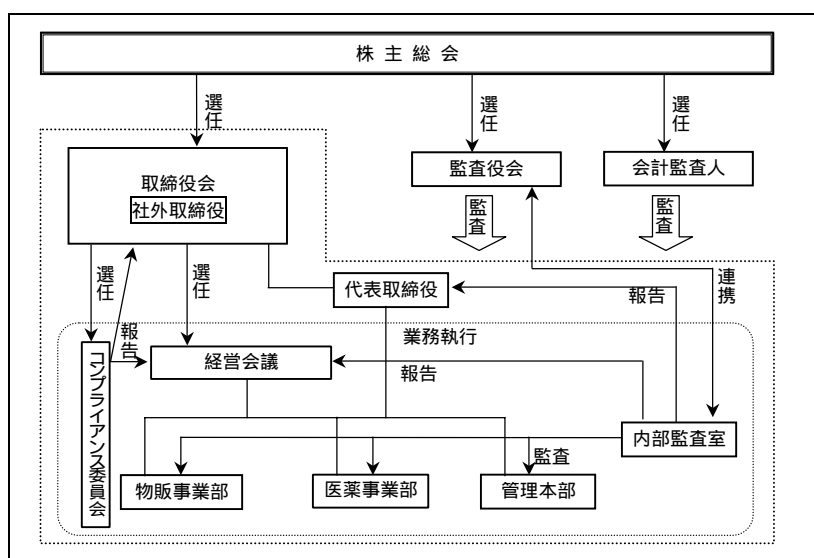 株主総会
選任
選任
選任
取締役会
社外取締役
監査役会
会計監査人
監査
監査
選任
選任
代表取締役
報告
連携
報告
業務執行
経営会議
報告
コンプライアンス委員会
内部監査室
監査
物販事業部
医薬事業部
管理本部